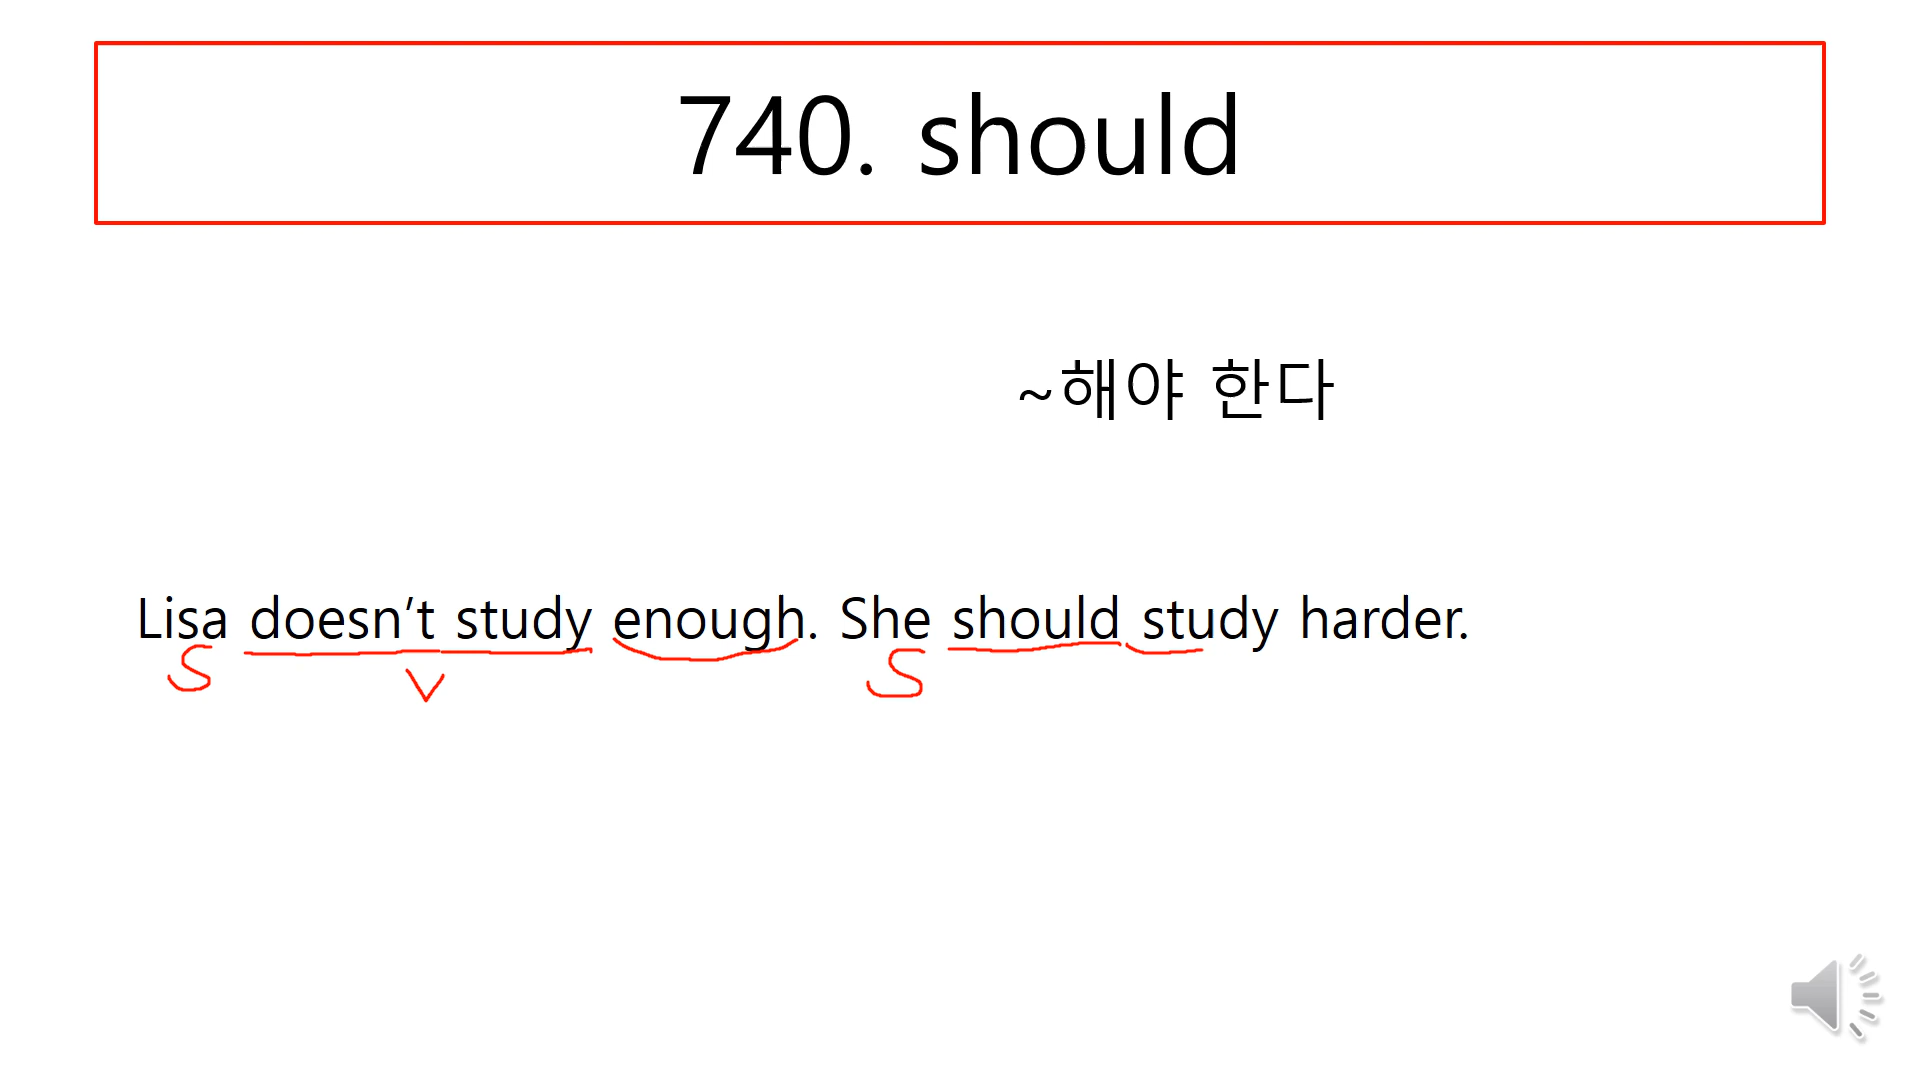 740. should
~해야 한다
Lisa doesn’t study enough. She should study harder.
S V S